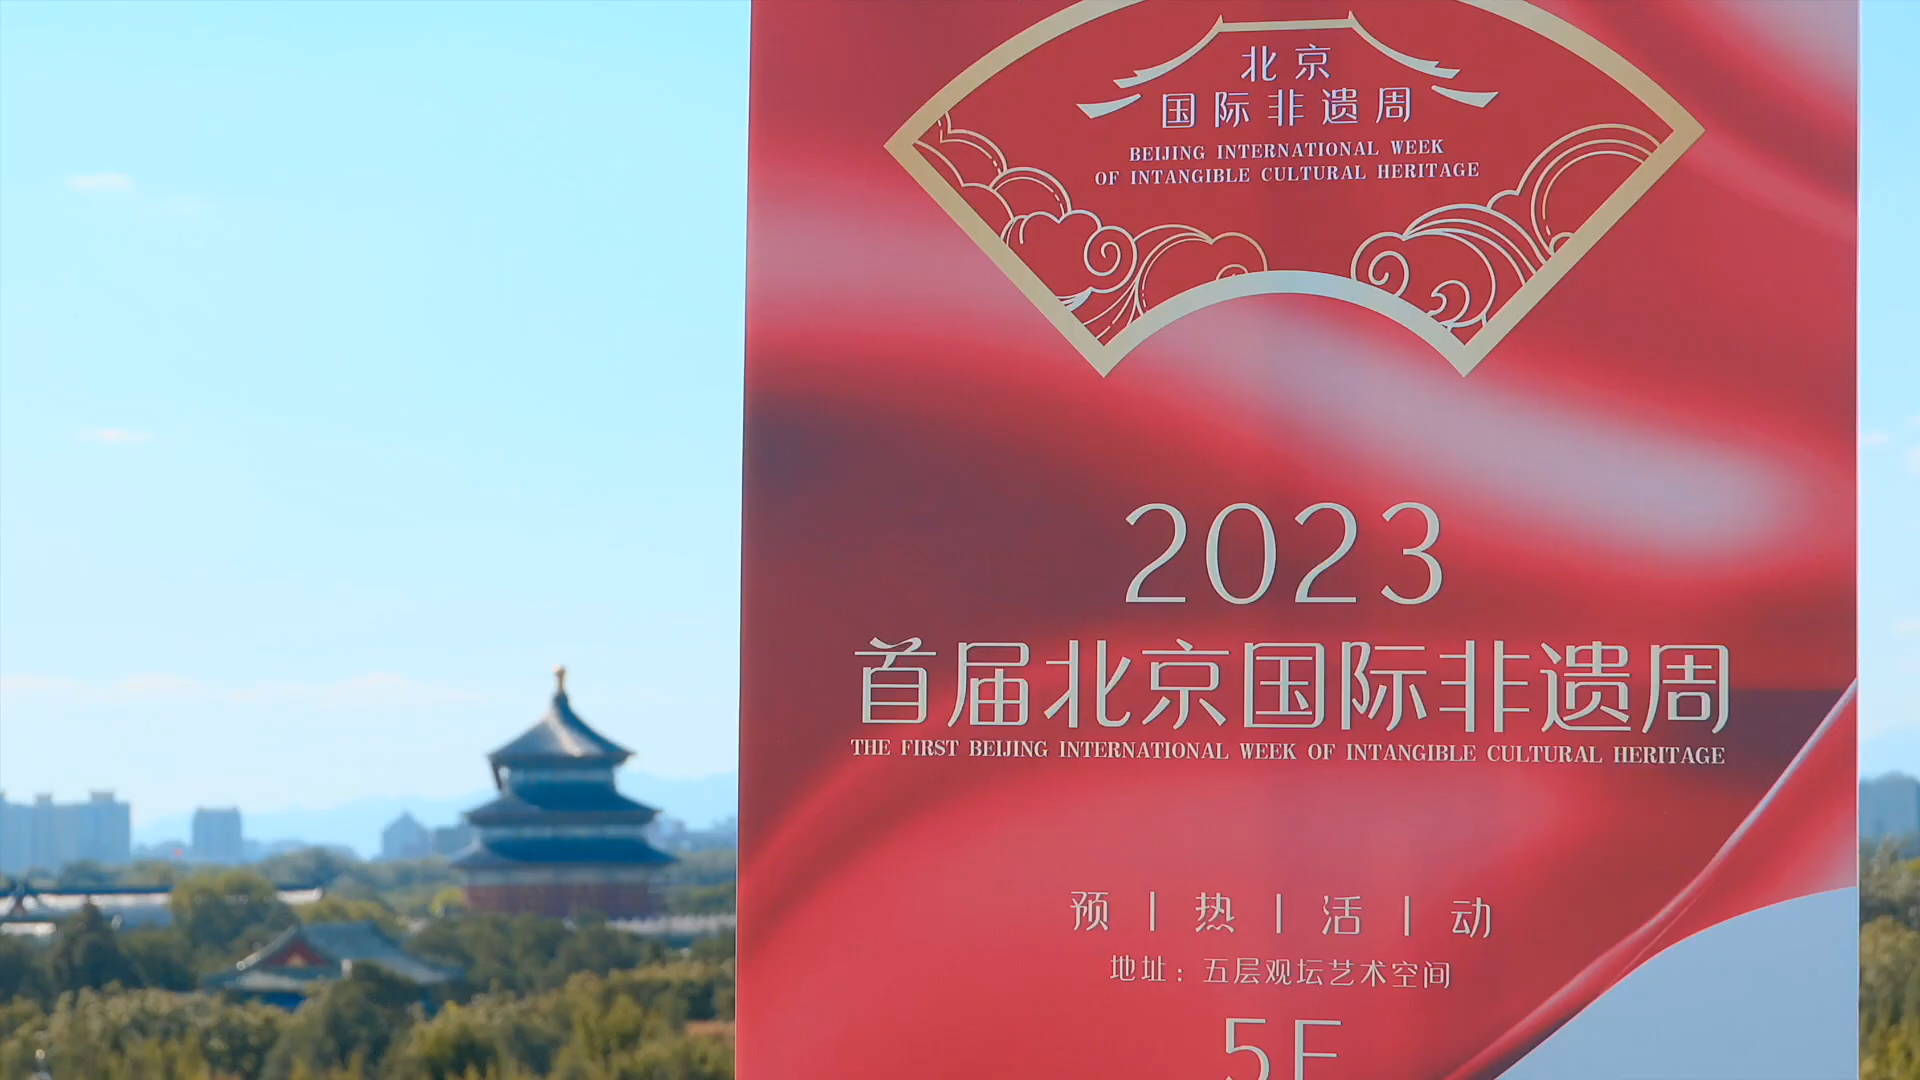 北京
国际非遗周
BEIJING INTERNATIONAL WEEK
OF INTANGIBLE CULTURAL HERITAGE
2023
首届北京国际非遗周
THE FIRST BEIJING INTERNATIONAL WEEK OF INTANGIBLE CULTURAL HERITAGE
预 | 热 | 活 | 动
地址：五层观坛艺术空间
5F